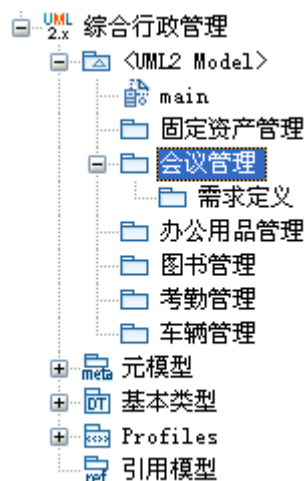 UML
2.x 综合行政管理
<UML2 Model>
main
固定资产管理
会议管理
需求定义
办公用品管理
图书管理
考勤管理
车辆管理
meta 元模型
DT 基本类型
Profiles
ref 引用模型